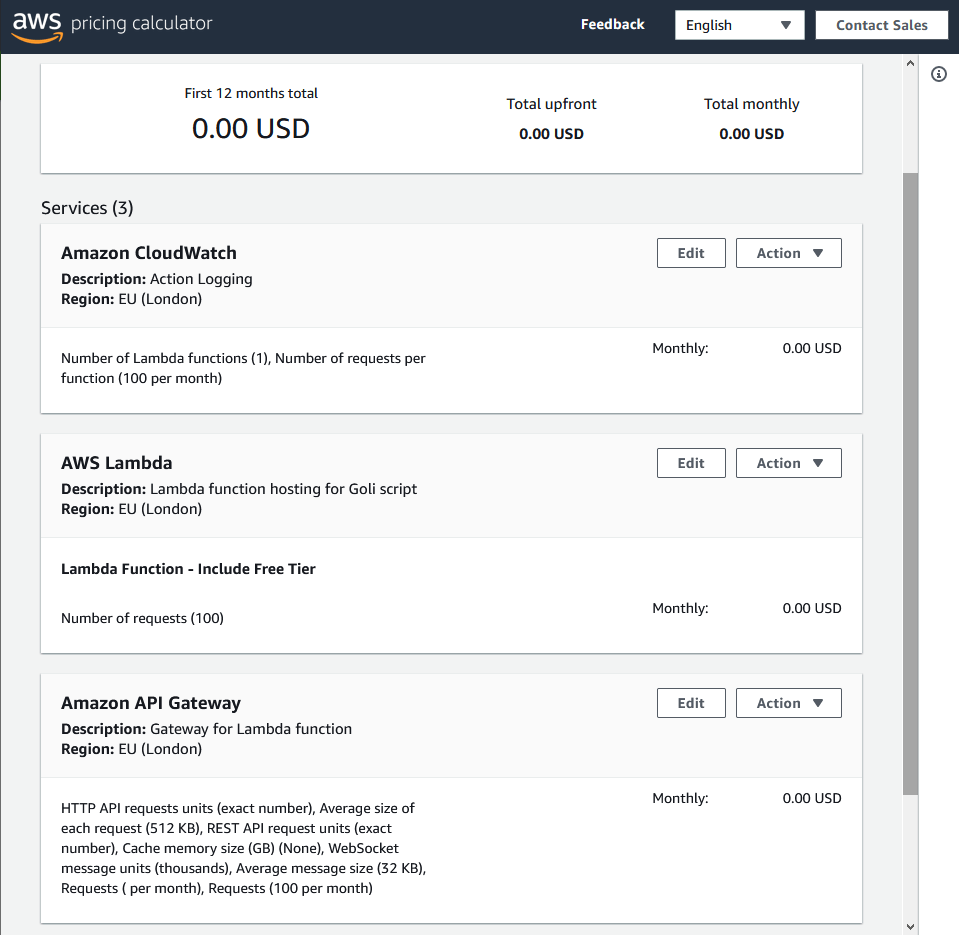 aws pricing calculator
Feedback
English
Contact Sales
First 12 months total
0.00 USD
Total upfront
0.00 USD
Total monthly
0.00 USD
Services (3)
Amazon CloudWatch
Edit
Action
Description: Action Logging
Region: EU (London)
Number of Lambda functions (1), Number of requests per
function (100 per month)
Monthly: 0.00 USD
AWS Lambda
Edit
Action
Description: Lambda function hosting for Goli script
Region: EU (London)
Lambda Function - Include Free Tier
Number of requests (100)
Monthly: 0.00 USD
Amazon API Gateway
Edit
Action
Description: Gateway for Lambda function
Region: EU (London)
HTTP API requests units (exact number), Average size of
each request (512 KB), REST API request units (exact
number), Cache memory size (GB) (None), WebSocket
message units (thousands), Average message size (32 KB),
Requests ( per month), Requests (100 per month)
Monthly: 0.00 USD